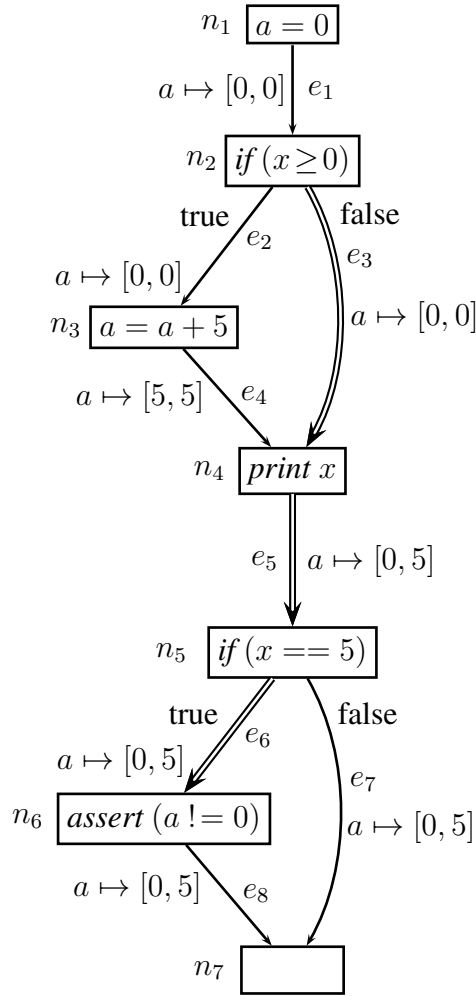 n₁ a = 0
a ↦ [0, 0] e₁
n₂ if (x ≥ 0)
true false
e₂ e₃
a ↦ [0, 0]
a ↦ [0, 0]
n₃ a = a + 5
a ↦ [5, 5] e₄
n₄ print x
e₅ a ↦ [0, 5]
n₅ if (x == 5)
true false
e₆
a ↦ [0, 5] e₇
n₆ assert (a != 0) a ↦ [0, 5]
a ↦ [0, 5] e₈
n₇